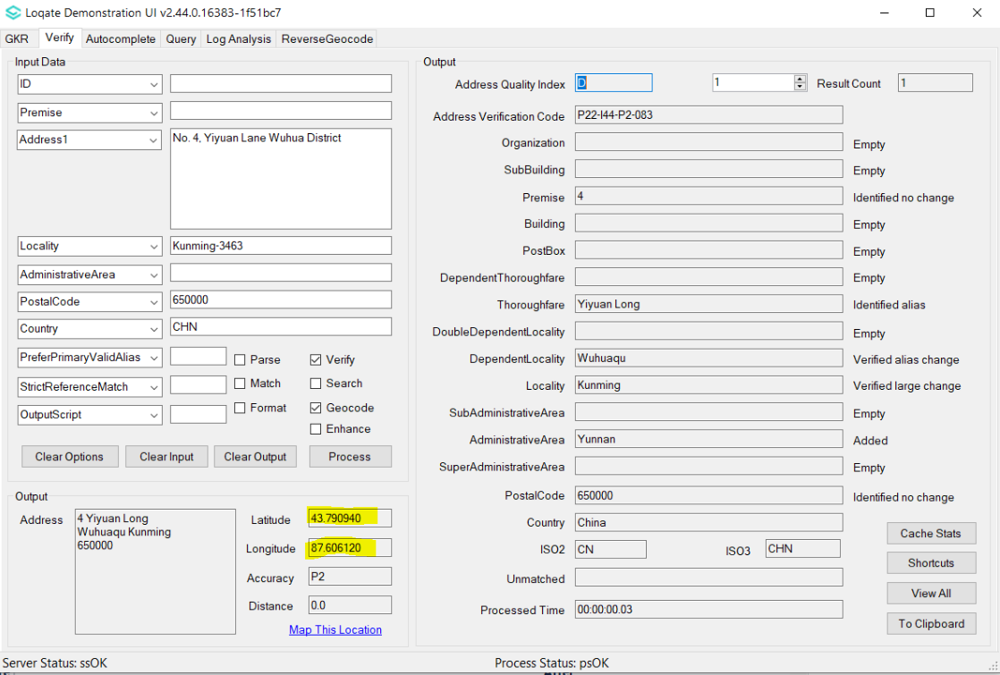 Loqate Demonstration UI v2.44.0.16383-1f51bc7
GKR Verify Autocomplete Query Log Analysis ReverseGeocode
Input Data
ID
Premise
Address1 No. 4, Yiyuan Lane Wuhua District
Locality Kunming-3463
AdministrativeArea
PostalCode 650000
Country CHN
PreferPrimaryValidAlias Parse Verify
StrictReferenceMatch Match Search
OutputScript Format Geocode
Enhance
Clear Options Clear Input Clear Output Process
Output
Address 4 Yiyuan Long
Wuhuaqu Kunming
650000
Latitude 43.790940
Longitude 87.606120
Accuracy P2
Distance 0.0
Map This Location
Output
Address Quality Index D 1 Result Count 1
Address Verification Code P22-I44-P2-083
Organization Empty
SubBuilding Empty
Premise 4 Identified no change
Building Empty
PostBox Empty
DependentThoroughfare Empty
Thoroughfare Yiyuan Long Identified alias
DoubleDependentLocality Empty
DependentLocality Wuhuaqu Verified alias change
Locality Kunming Verified large change
SubAdministrativeArea Empty
AdministrativeArea Yunnan Added
SuperAdministrativeArea Empty
PostalCode 650000 Identified no change
Country China
ISO2 CN ISO3 CHN
Unmatched
Processed Time 00:00:00.03
Cache Stats
Shortcuts
View All
To Clipboard
Server Status: ssOK Process Status: psOK